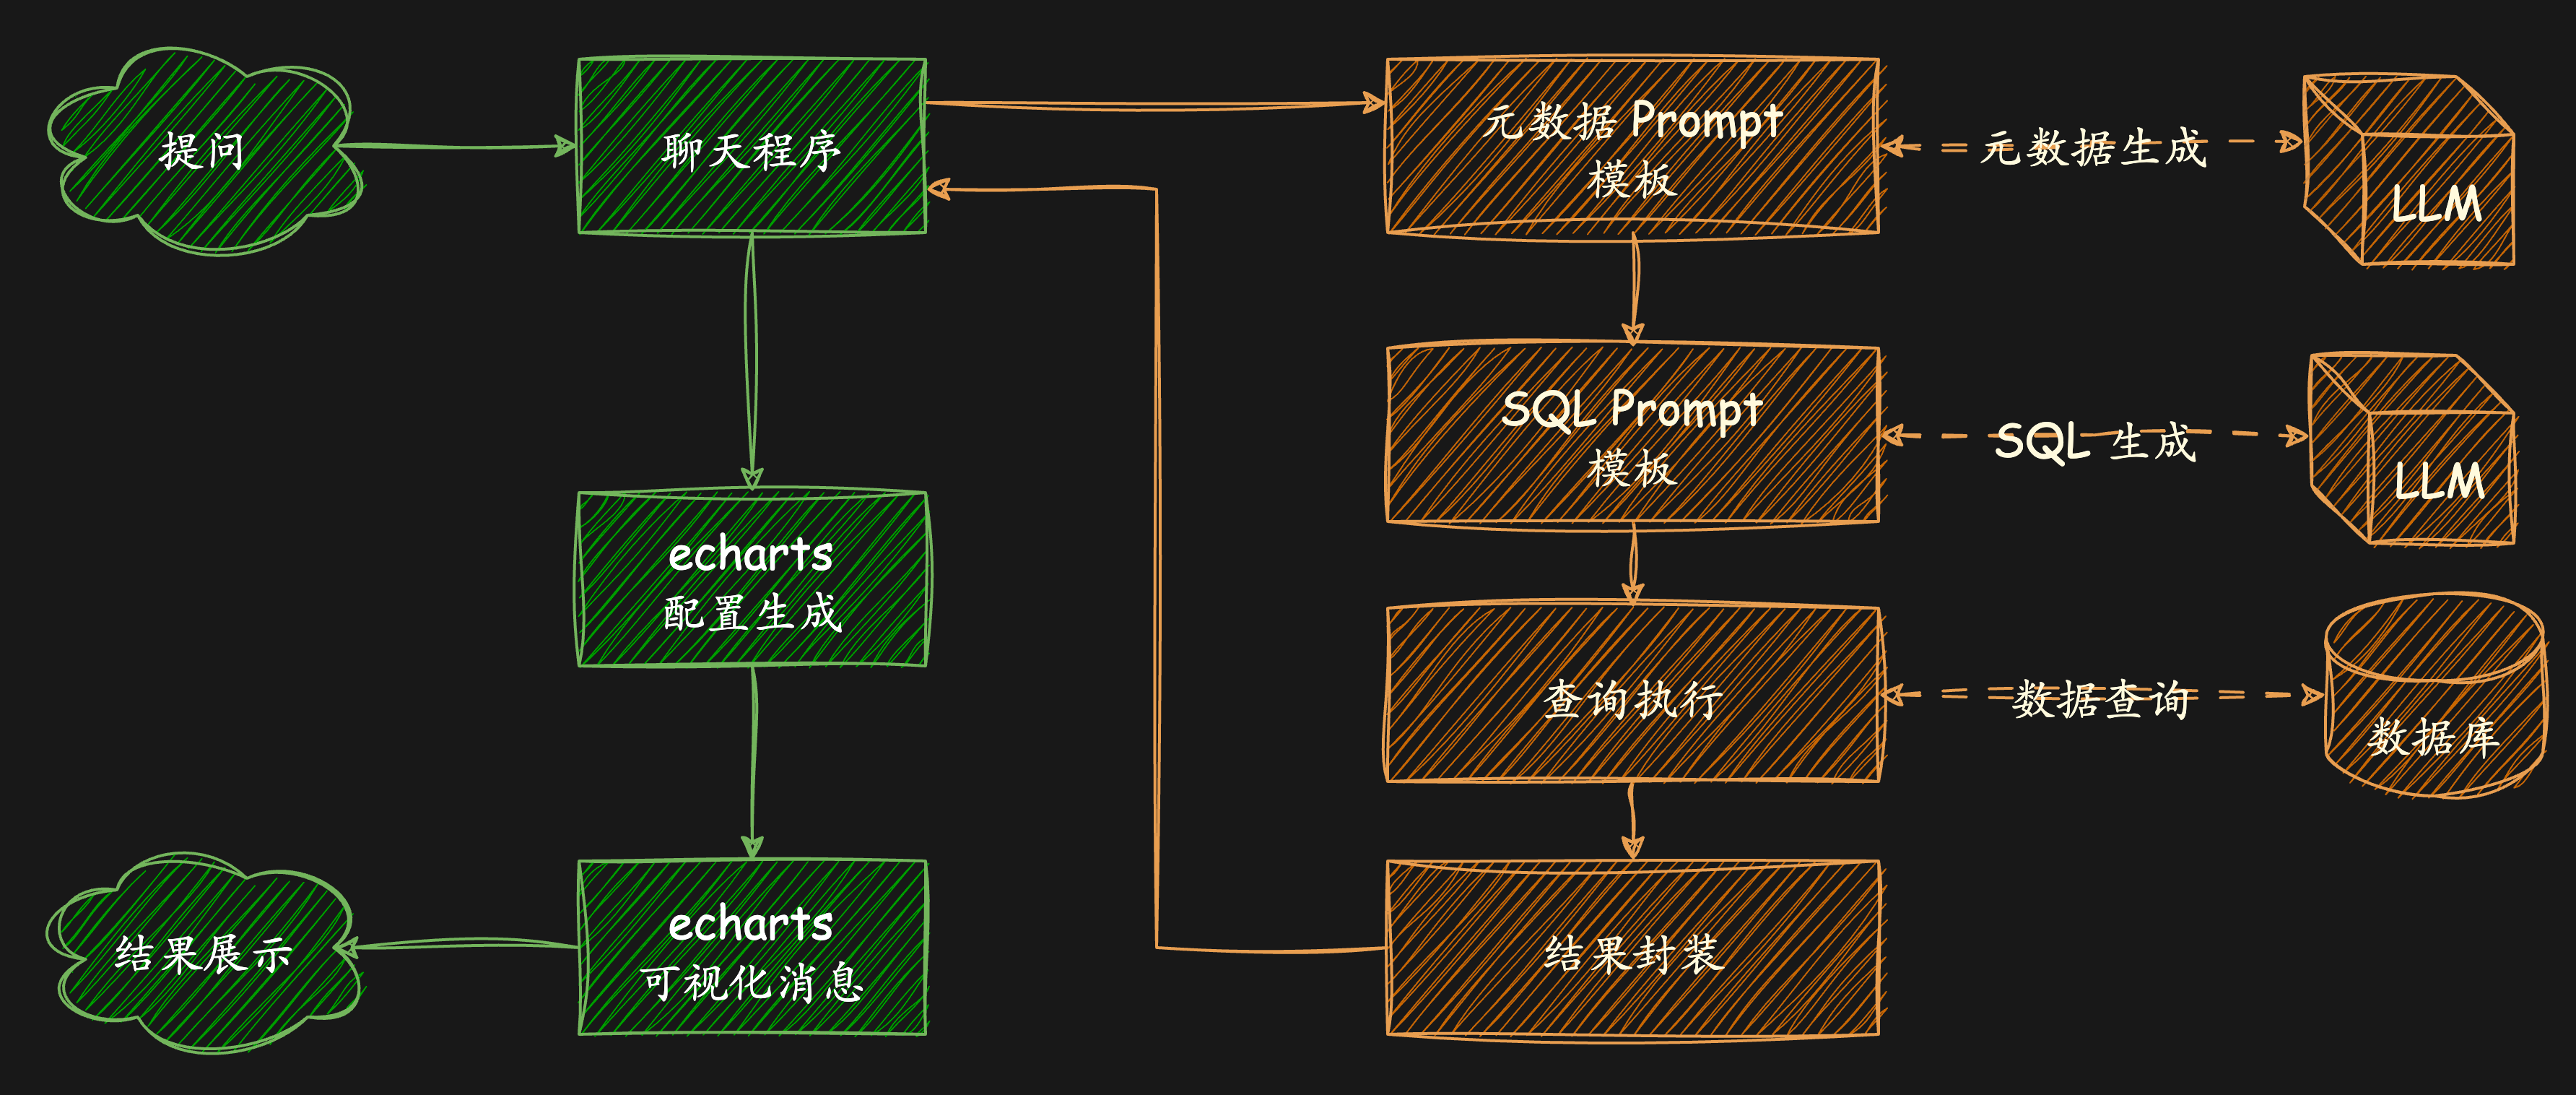 提问
聊天程序
元数据 Prompt
模板
元数据生成
LLM
SQL Prompt
模板
SQL 生成
LLM
echarts
配置生成
查询执行
数据查询
数据库
结果展示
echarts
可视化消息
结果封装